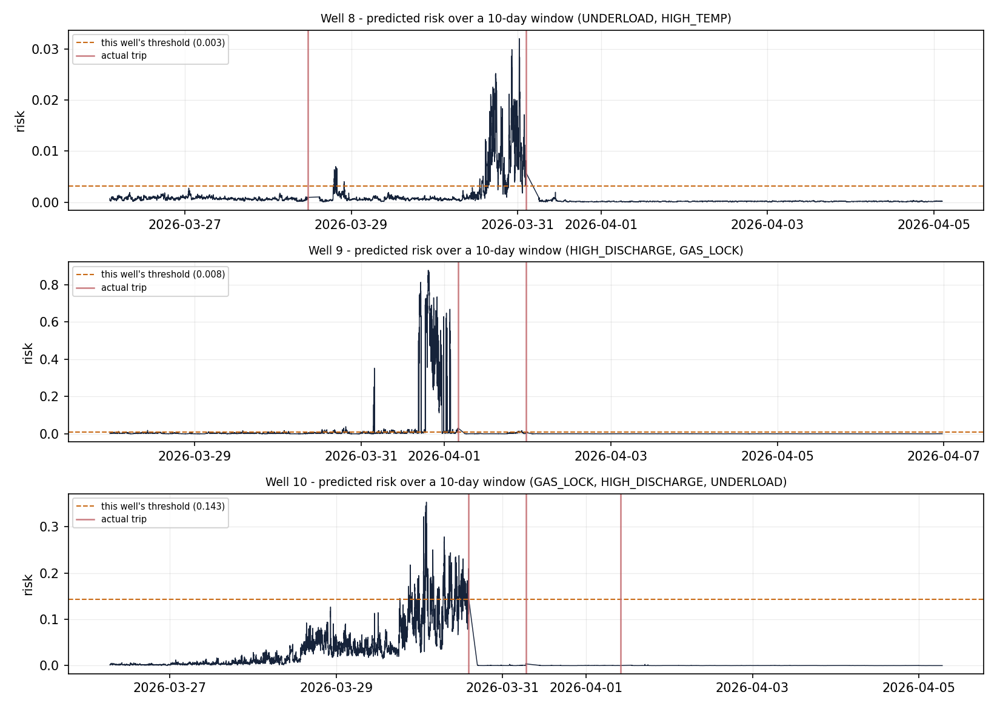 Well 8 - predicted risk over a 10-day window (UNDERLOAD, HIGH_TEMP)
this well's threshold (0.003)
actual trip
risk
0.03
0.02
0.01
0.00
2026-03-27 2026-03-29 2026-03-31 2026-04-01 2026-04-03 2026-04-05
Well 9 - predicted risk over a 10-day window (HIGH_DISCHARGE, GAS_LOCK)
this well's threshold (0.008)
actual trip
risk
0.8
0.6
0.4
0.2
0.0
2026-03-29 2026-03-31 2026-04-01 2026-04-03 2026-04-05 2026-04-07
Well 10 - predicted risk over a 10-day window (GAS_LOCK, HIGH_DISCHARGE, UNDERLOAD)
this well's threshold (0.143)
actual trip
risk
0.3
0.2
0.1
0.0
2026-03-27 2026-03-29 2026-03-31 2026-04-01 2026-04-03 2026-04-05